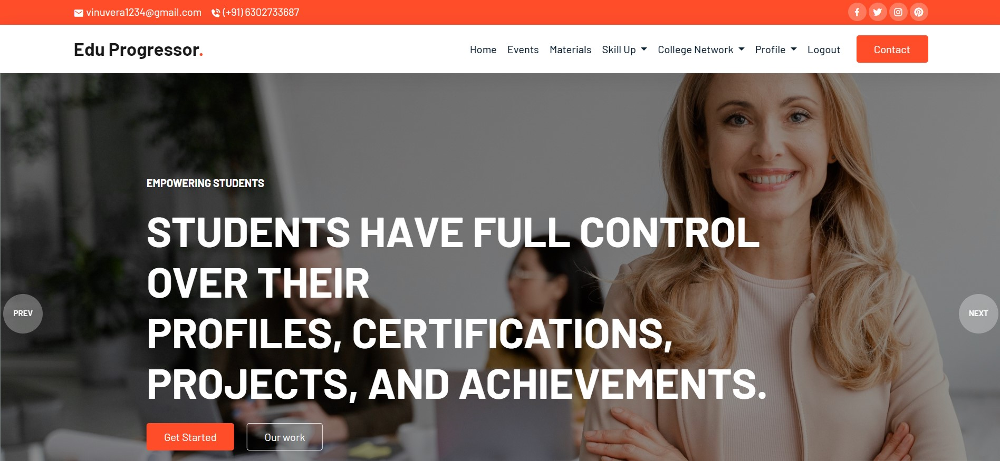 vinuvera1234@gmail.com (+91) 6302733687
Edu Progressor.
Home Events Materials Skill Up College Network Profile Logout Contact
EMPOWERING STUDENTS
STUDENTS HAVE FULL CONTROL
OVER THEIR
PROFILES, CERTIFICATIONS,
PROJECTS, AND ACHIEVEMENTS.
PREV
NEXT
Get Started Our work